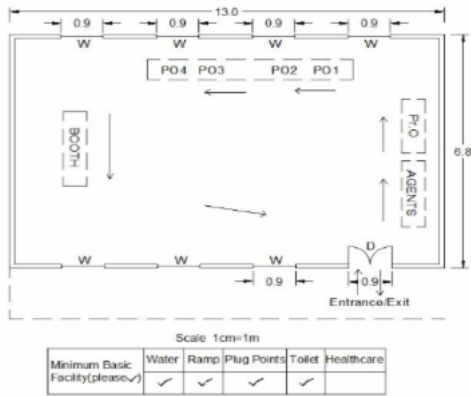 13.0
0.9 0.9 0.9 0.9
W W W W
PO4 PO3 PO2 PO1
BOOTH
Pr.O
AGENTS
6.8
W W W D
0.9 0.9
Entrance/Exit
Scale 1cm=1m
Minimum Basic Facility(please✓) Water Ramp Plug Points Toilet Healthcare
✓ ✓ ✓ ✓